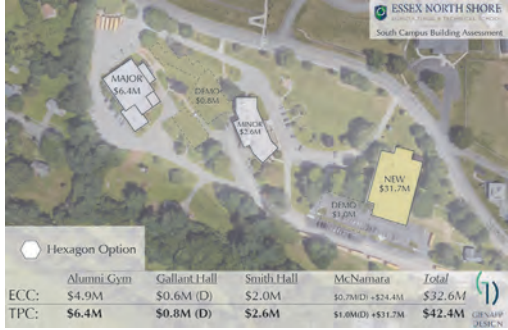 ESSEX NORTH SHORE
South Campus Building Assessment
MAJOR
$6.4M
DEMO
$0.8M
MINOR
$2.6M
NEW
$31.7M
DEMO
$1.0M
Hexagon Option
Alumni Gym Gallant Hall Smith Hall McNamara Total
ECC: $4.9M $0.6M (D) $2.0M $0.7M(D) +$24.4M $32.6M
TPC: $6.4M $0.8M (D) $2.6M $1.0M(D) +$31.7M $42.4M
GIENAPP
DESIGN